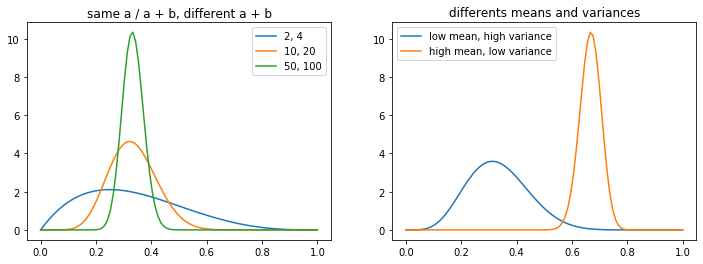 same a / a + b, different a + b
2, 4
10, 20
50, 100
10
8
6
4
2
0
0.0 0.2 0.4 0.6 0.8 1.0
differents means and variances
low mean, high variance
high mean, low variance
10
8
6
4
2
0
0.0 0.2 0.4 0.6 0.8 1.0